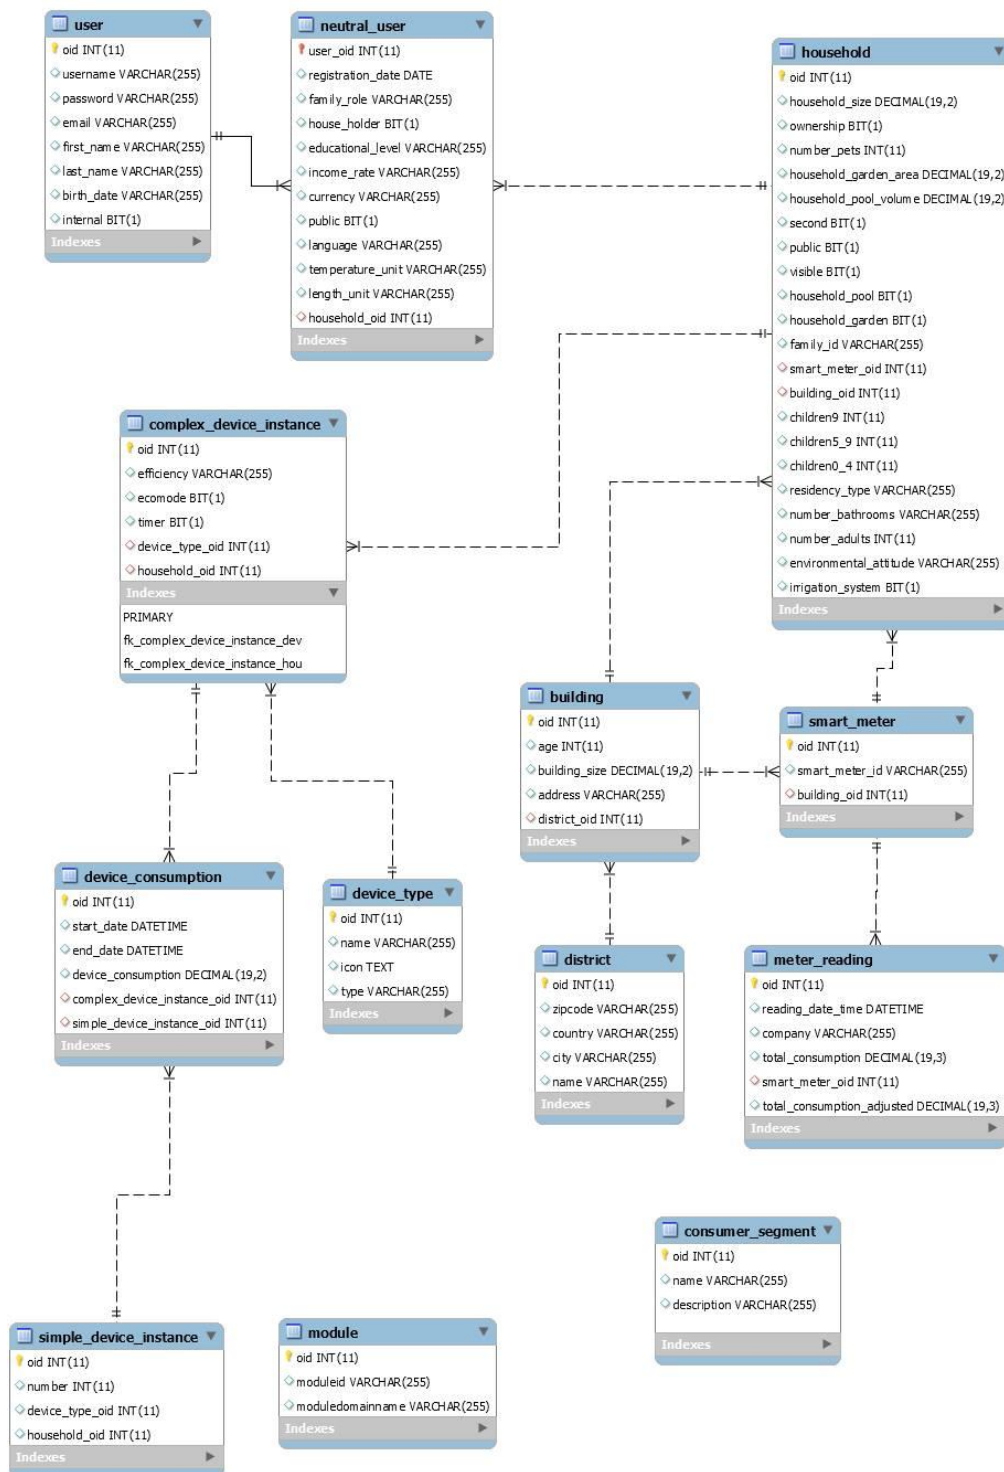 user
oid INT(11)
username VARCHAR(255)
password VARCHAR(255)
email VARCHAR(255)
first_name VARCHAR(255)
last_name VARCHAR(255)
birth_date VARCHAR(255)
internal BIT(1)
Indexes
neutral_user
user_oid INT(11)
registration_date DATE
family_role VARCHAR(255)
house_holder BIT(1)
educational_level VARCHAR(255)
income_rate VARCHAR(255)
currency VARCHAR(255)
public BIT(1)
language VARCHAR(255)
temperature_unit VARCHAR(255)
length_unit VARCHAR(255)
household_oid INT(11)
Indexes
household
oid INT(11)
household_size DECIMAL(19,2)
ownership BIT(1)
number_pets INT(11)
household_garden_area DECIMAL(19,2)
household_pool_volume DECIMAL(19,2)
second BIT(1)
public BIT(1)
visible BIT(1)
household_pool BIT(1)
household_garden BIT(1)
family_id VARCHAR(255)
smart_meter_oid INT(11)
building_oid INT(11)
children9 INT(11)
children5_9 INT(11)
children0_4 INT(11)
residency_type VARCHAR(255)
number_bathrooms VARCHAR(255)
number_adults INT(11)
environmental_attitude VARCHAR(255)
irrigation_system BIT(1)
Indexes
complex_device_instance
oid INT(11)
efficiency VARCHAR(255)
ecomode BIT(1)
timer BIT(1)
device_type_oid INT(11)
household_oid INT(11)
Indexes
PRIMARY
fk_complex_device_instance_dev
fk_complex_device_instance_hou
building
oid INT(11)
age INT(11)
building_size DECIMAL(19,2)
address VARCHAR(255)
district_oid INT(11)
Indexes
smart_meter
oid INT(11)
smart_meter_id VARCHAR(255)
building_oid INT(11)
Indexes
device_consumption
oid INT(11)
start_date DATETIME
end_date DATETIME
device_consumption DECIMAL(19,2)
complex_device_instance_oid INT(11)
simple_device_instance_oid INT(11)
Indexes
device_type
oid INT(11)
name VARCHAR(255)
icon TEXT
type VARCHAR(255)
Indexes
district
oid INT(11)
zipcode VARCHAR(255)
country VARCHAR(255)
city VARCHAR(255)
name VARCHAR(255)
Indexes
meter_reading
oid INT(11)
reading_date_time DATETIME
company VARCHAR(255)
total_consumption DECIMAL(19,3)
smart_meter_oid INT(11)
total_consumption_adjusted DECIMAL(19,3)
Indexes
consumer_segment
oid INT(11)
name VARCHAR(255)
description VARCHAR(255)
Indexes
simple_device_instance
oid INT(11)
number INT(11)
device_type_oid INT(11)
household_oid INT(11)
Indexes
module
oid INT(11)
moduleid VARCHAR(255)
moduledomainname VARCHAR(255)
Indexes